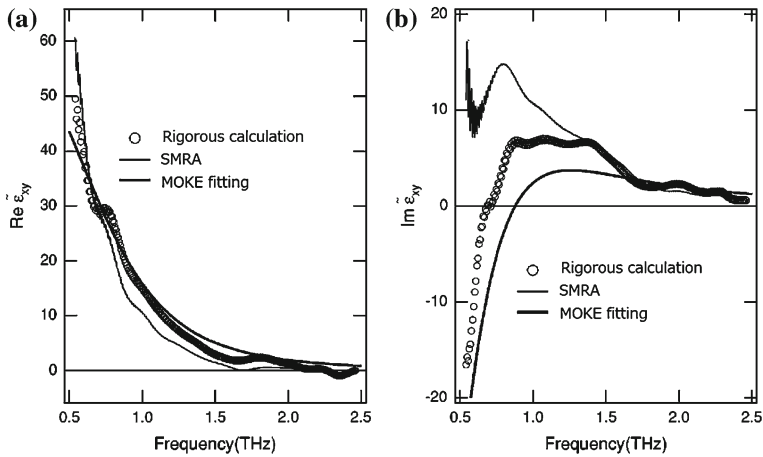 (a)
60
50
40
30
20
10
0
Re ε̃xy
Rigorous calculation
SMRA
MOKE fitting
0.5 1.0 1.5 2.0 2.5
Frequency(THz)
(b)
20
10
0
-10
-20
Im ε̃xy
Rigorous calculation
SMRA
MOKE fitting
0.5 1.0 1.5 2.0 2.5
Frequency(THz)